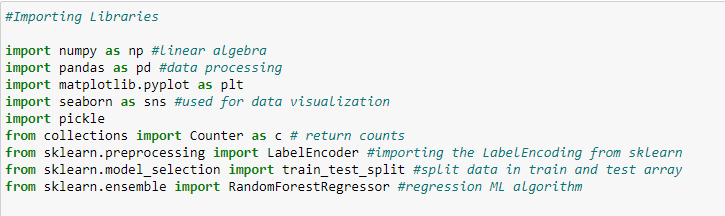 #Importing Libraries
import numpy as np #linear algebra
import pandas as pd #data processing
import matplotlib.pyplot as plt
import seaborn as sns #used for data visualization
import pickle
from collections import Counter as c # return counts
from sklearn.preprocessing import LabelEncoder #importing the LabelEncoding from sklearn
from sklearn.model_selection import train_test_split #split data in train and test array
from sklearn.ensemble import RandomForestRegressor #regression ML algorithm